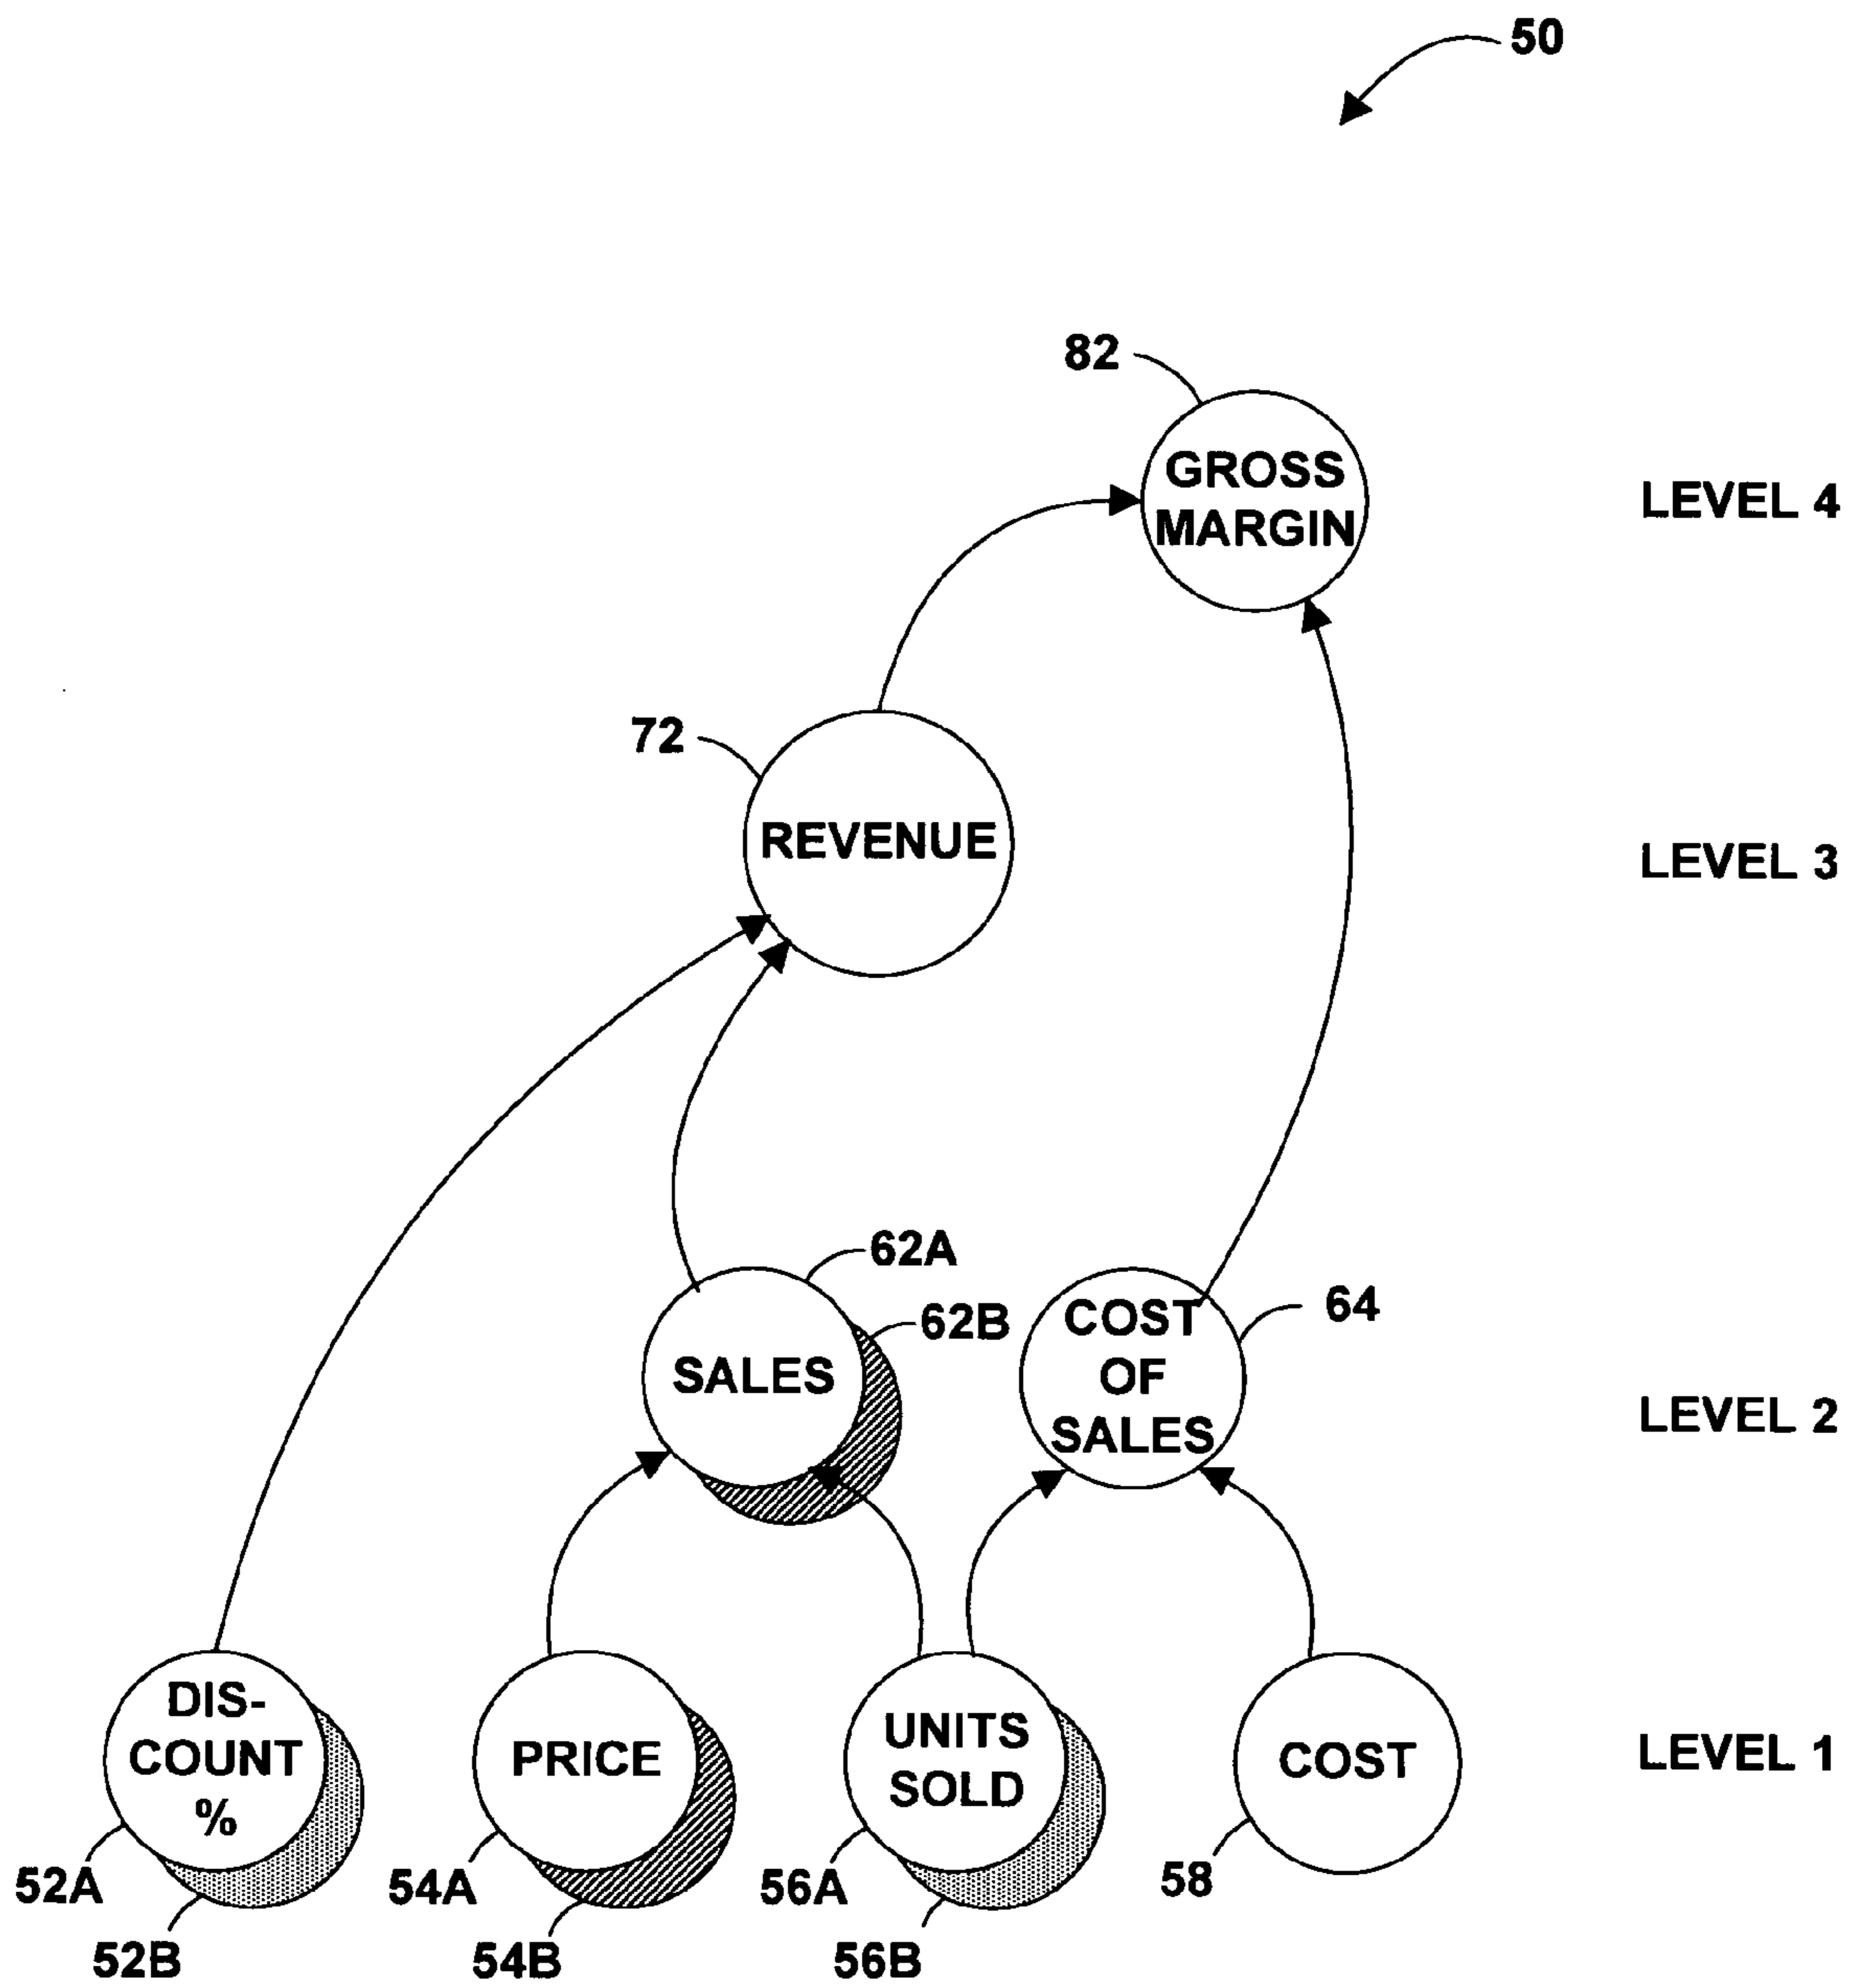 50
82
GROSS
MARGIN
LEVEL 4
72
REVENUE
LEVEL 3
62A
62B
64
SALES
COST
OF
SALES
LEVEL 2
DIS-
COUNT
%
PRICE
UNITS
SOLD
COST
LEVEL 1
52A
54A
56A
58
52B
54B
56B